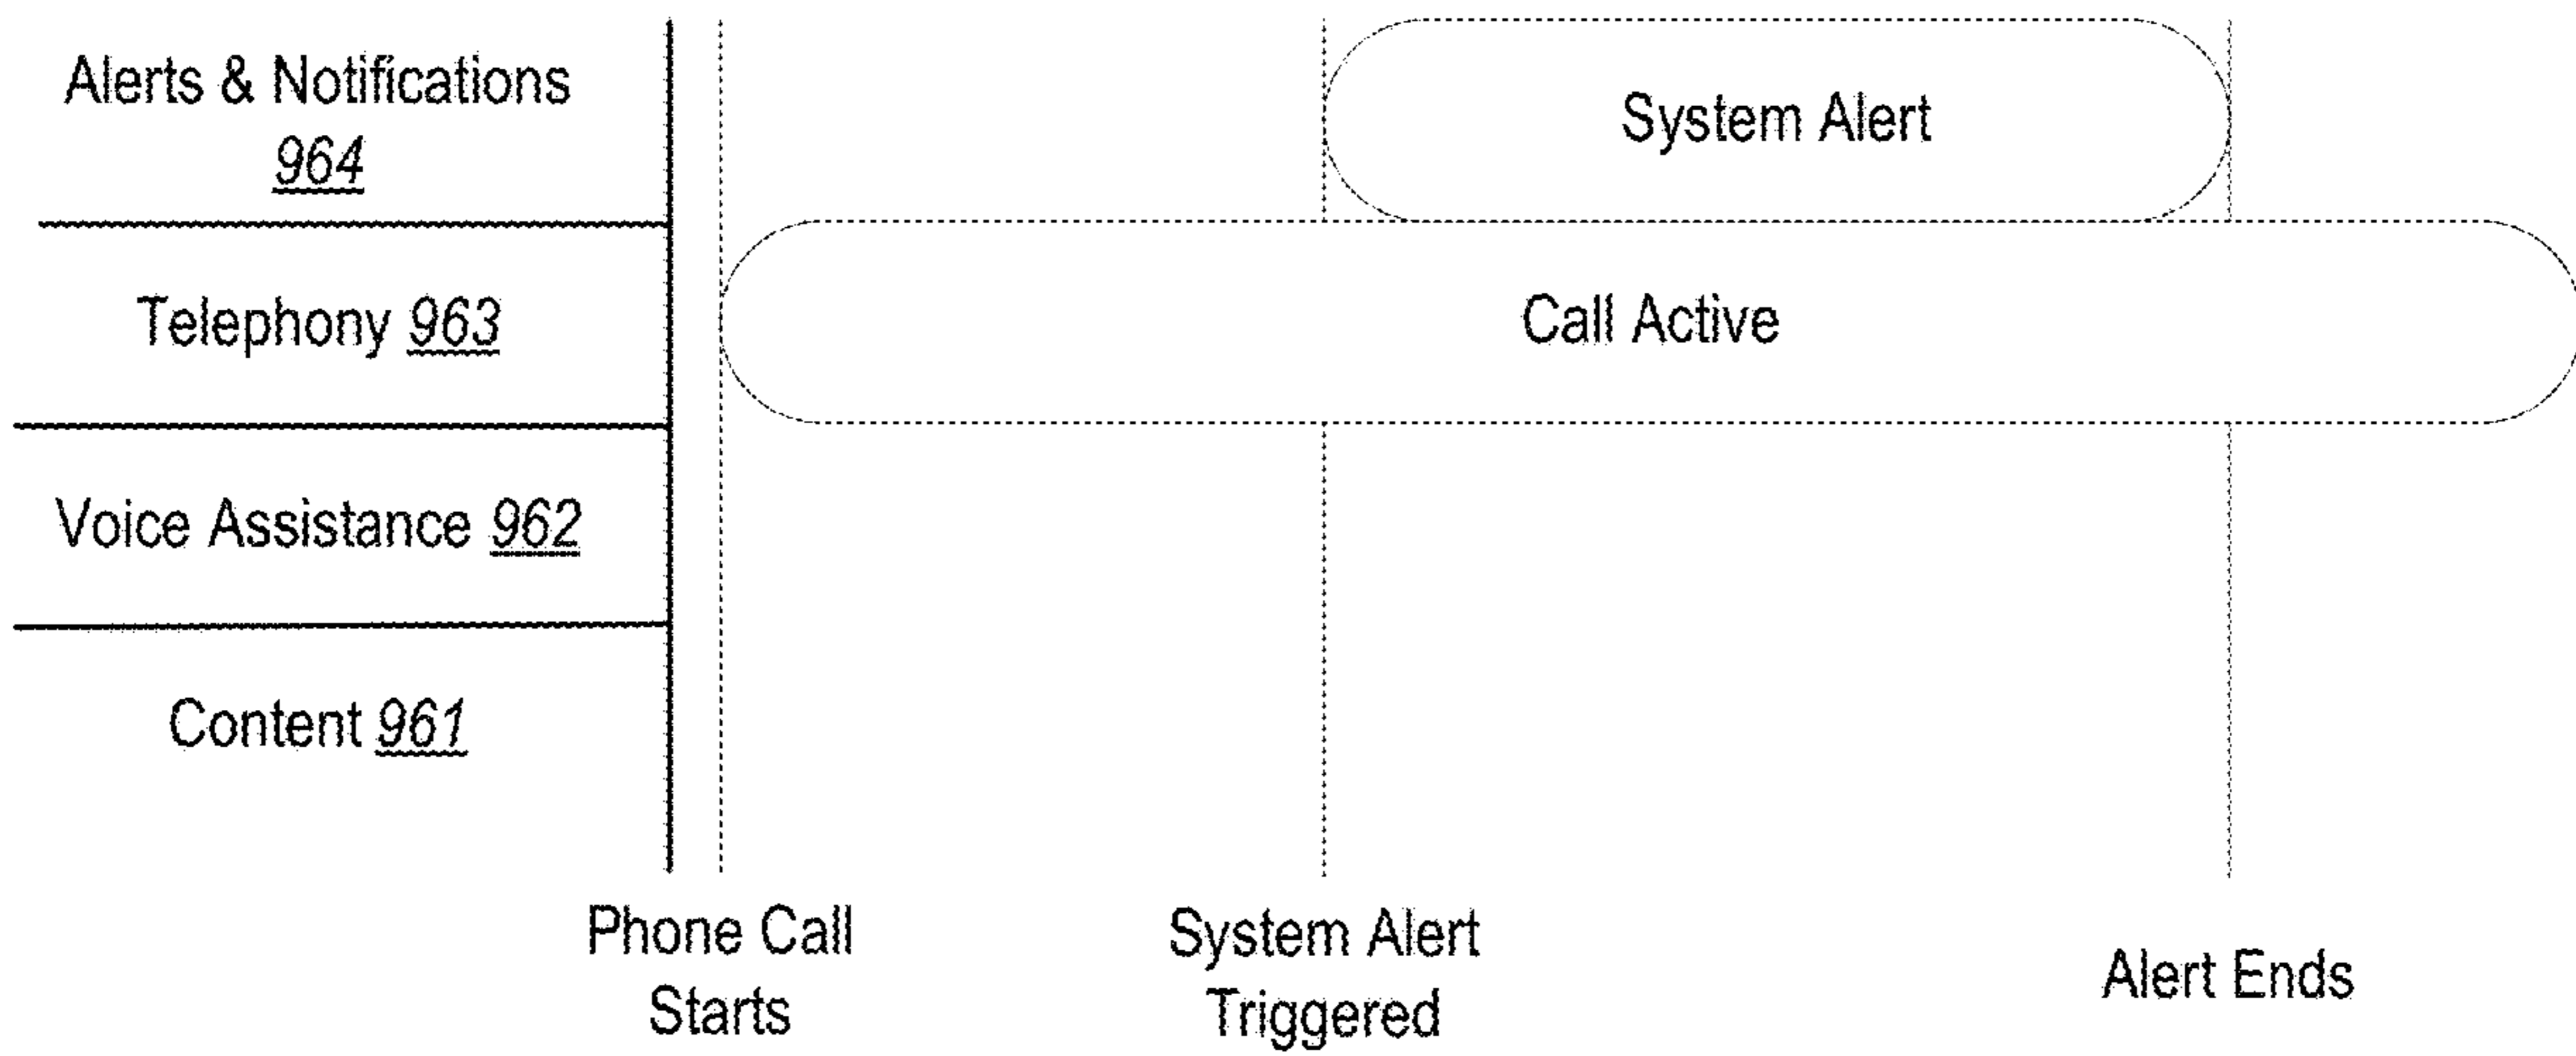 Alerts & Notifications
964
System Alert
Telephony 963
Call Active
Voice Assistance 962
Content 961
Phone Call
Starts
System Alert
Triggered
Alert Ends